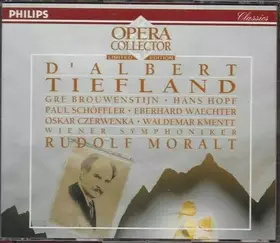 PHILIPS
Classics
OPERA
COLLECTOR
LIMITED EDITION
D'ALBERT
TIEFLAND
GRÉ BROUWENSTIJN · HANS HOPF
PAUL SCHÖFFLER · EBERHARD WAECHTER
OSKAR CZERWENKA · WALDEMAR KMENTT
WIENER SYMPHONIKER
RUDOLF MORALT